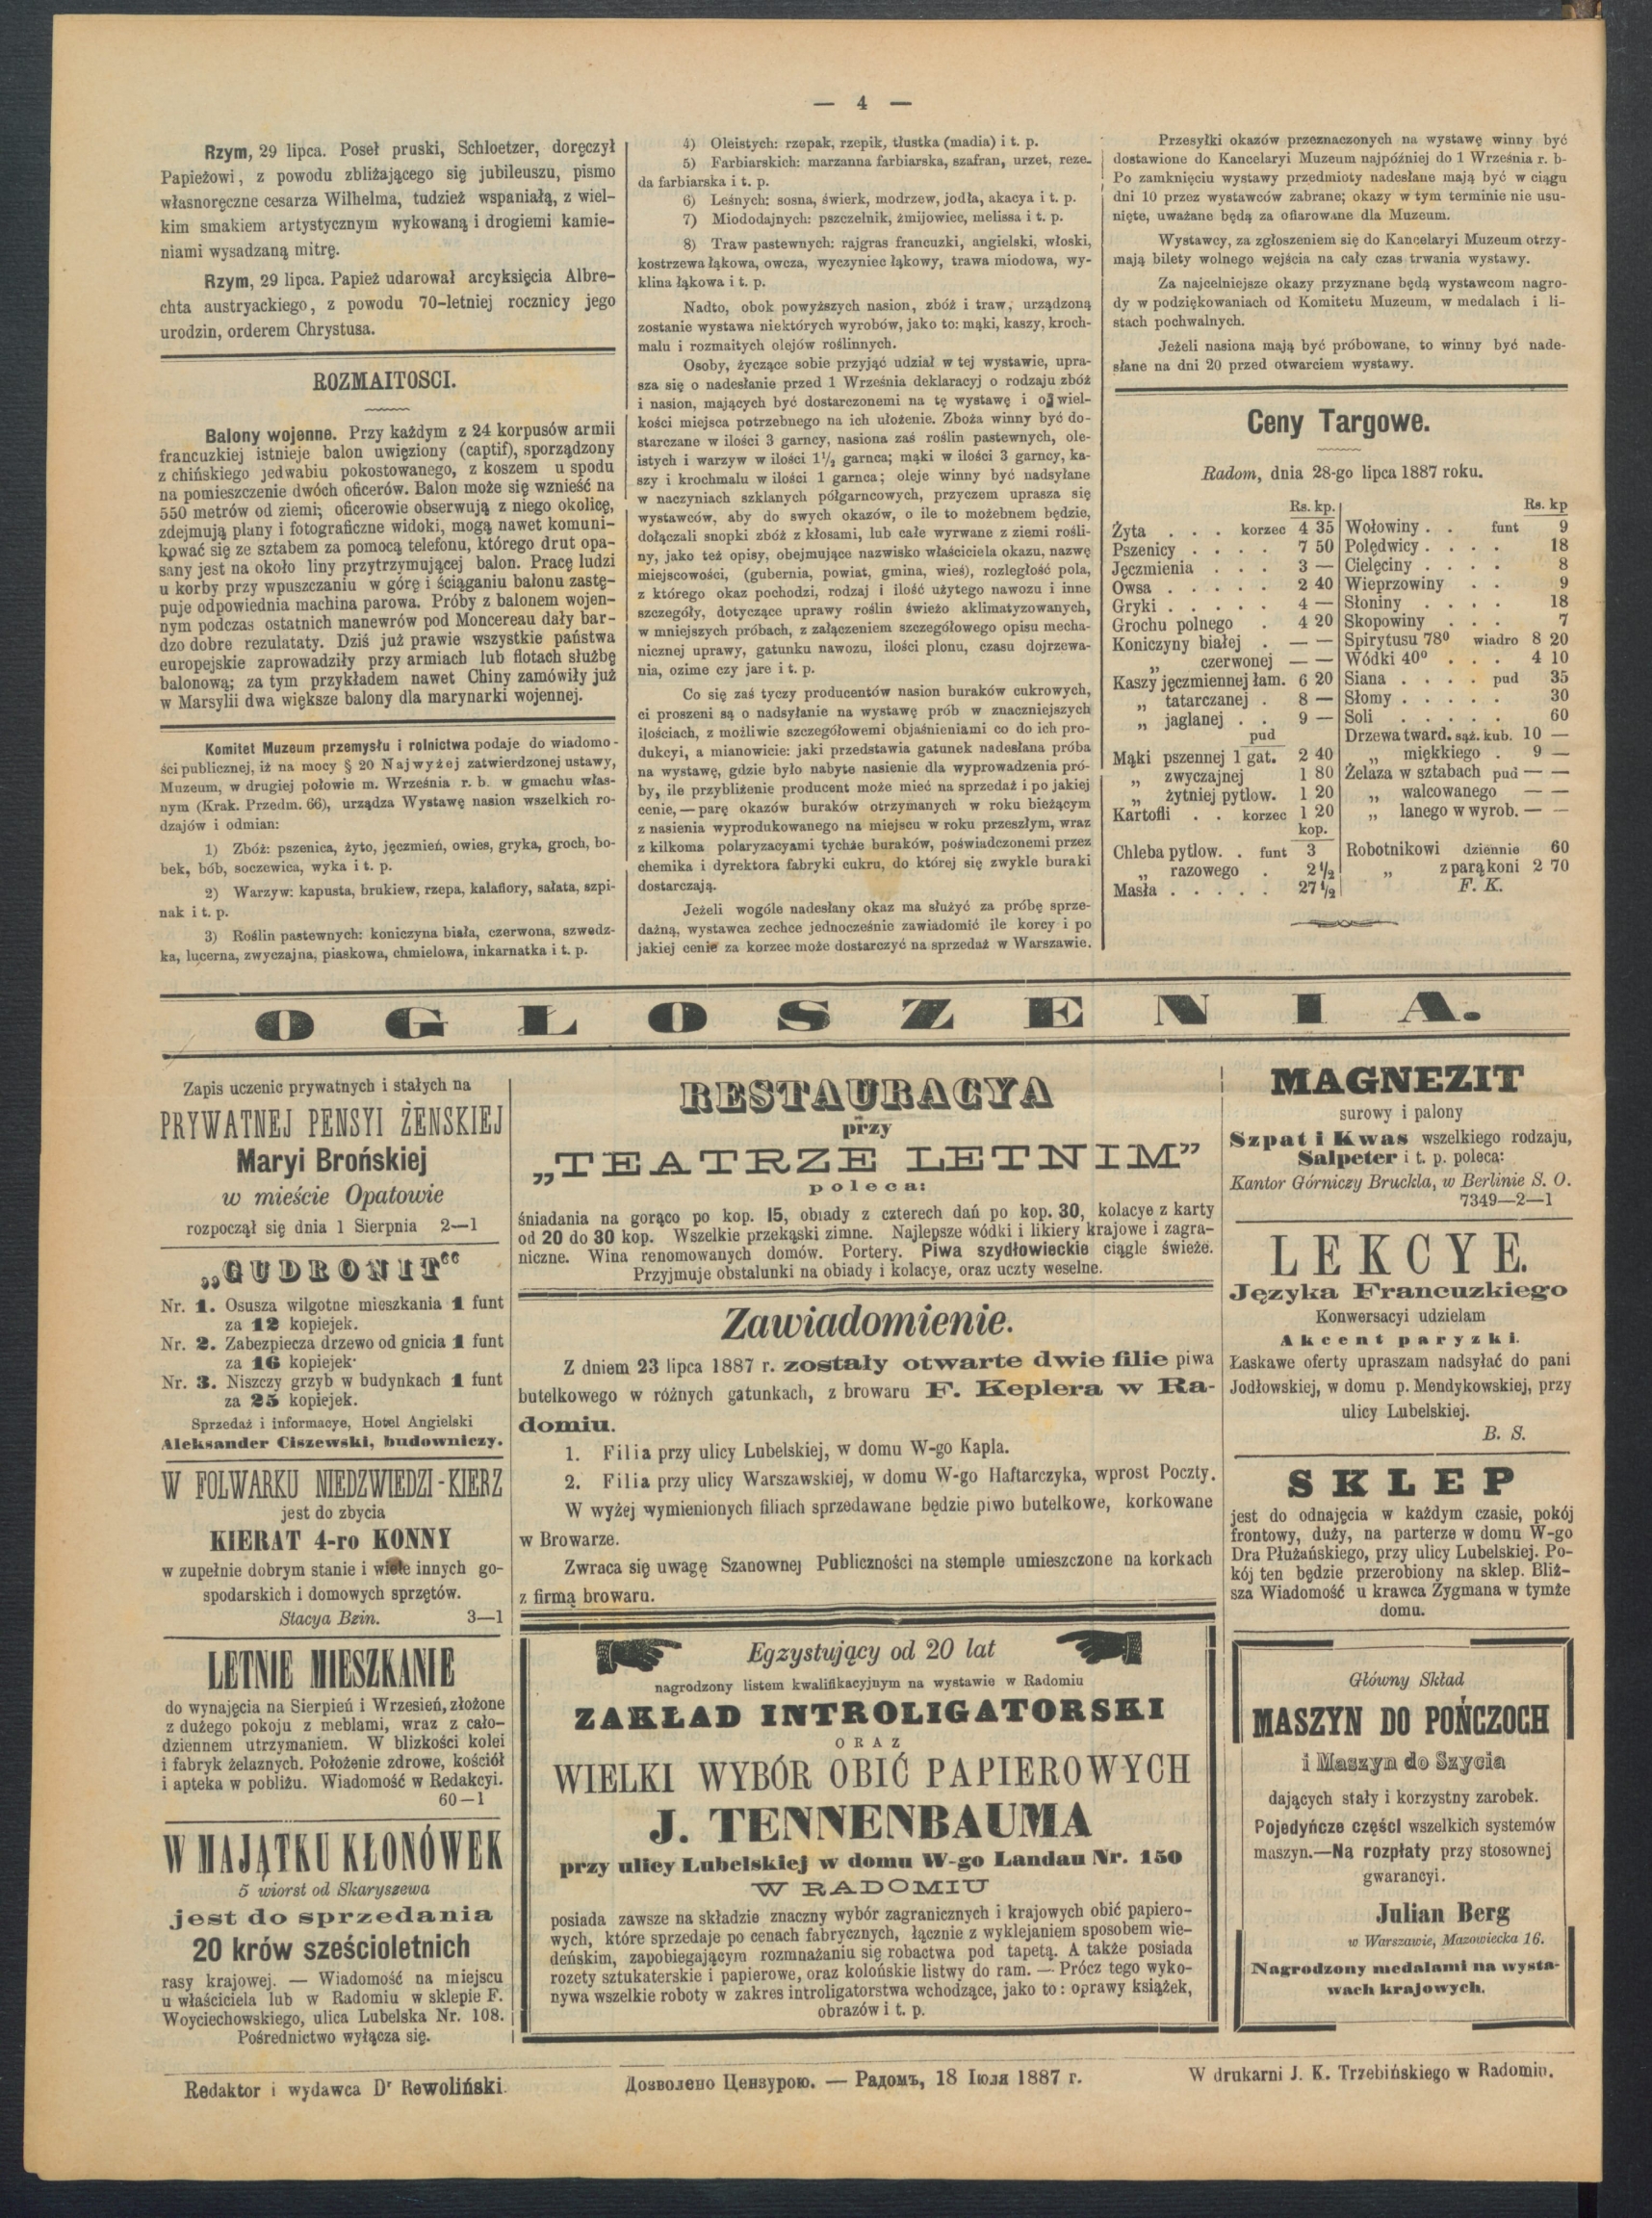 — 4 —
Rzym, 29 lipca. Poseł pruski, Schloetzer, doręczył
Papieżowi, z powodu zbliżającego się jubileuszu, pismo
własnoręczne cesarza Wilhelma, tudzież wspaniałą, z wiel-
kim smakiem artystycznym wykowaną i drogiemi kamie-
niami wysadzaną mitrę.
Rzym, 29 lipca. Papież udarował arcyksięcia Albre-
chta austryackiego, z powodu 70-letniej rocznicy jego
urodzin, orderem Chrystusa.
ROZMAITOSCI.
Balony wojenne. Przy każdym z 24 korpusów armii
francuzkiej istnieje balon uwięziony (captif), sporządzony
z chińskiego jedwabiu pokostowanego, z koszem u spodu
na pomieszczenie dwóch oficerów. Balon może się wznieść na
550 metrów od ziemi; oficerowie obserwują z niego okolicę,
zdejmują plany i fotograficzne widoki, mogą nawet komuni-
kować się ze sztabem za pomocą telefonu, którego drut opa-
sany jest na około liny przytrzymującej balon. Pracę ludzi
u korby przy wpuszczaniu w górę i ściąganiu balonu zastę-
puje odpowiednia machina parowa. Próby z balonem wojen-
nym podczas ostatnich manewrów pod Moncereau dały bar-
dzo dobre rezulataty. Dziś już prawie wszystkie państwa
europejskie zaprowadziły przy armiach lub flotach służbę
balonową; za tym przykładem nawet Chiny zamówiły już
w Marsylii dwa większe balony dla marynarki wojennej.
Komitet Muzeum przemysłu i rolnictwa podaje do wiadomo-
ści publicznej, iż na mocy § 20 Najwyżej zatwierdzonej ustawy,
Muzeum, w drugiej połowie m. Września r. b. w gmachu włas-
nym (Krak. Przedm. 66), urządza Wystawę nasion wszelkich ro-
dzajów i odmian:
1) Zbóż: pszenica, żyto, jęczmień, owies, gryka, groch, bo-
bek, bób, soczewica, wyka i t. p.
2) Warzyw: kapusta, brukiew, rzepa, kalafiory, sałata, szpi-
nak i t. p.
3) Roślin pastewnych: koniczyna biała, czerwona, szwedz-
ka, lucerna, zwyczajna, piaskowa, chmielowa, inkarnatka i t. p.
4) Oleistych: rzepak, rzepik, tłustka (madia) i t. p.
5) Farbiarskich: marzanna farbiarska, szafran, urzet, reze-
da farbiarska i t. p.
6) Leśnych: sosna, świerk, modrzew, jodła, akacya i t. p.
7) Miododajnych: pszczelnik, żmijowiec, melissa i t. p.
8) Traw pastewnych: rajgras francuzki, angielski, włoski,
kostrzewa łąkowa, owcza, wyczyniec łąkowy, trawa miodowa, wy-
klina łąkowa i t. p.
Nadto, obok powyższych nasion, zbóż i traw, urządzoną
zostanie wystawa niektórych wyrobów, jako to: mąki, kaszy, kroch-
malu i rozmaitych olejów roślinnych.
Osoby, życzące sobie przyjąć udział w tej wystawie, upra-
sza się o nadesłanie przed 1 Września deklaracyj o rodzaju zbóż
i nasion, mających być dostarczonemi na tę wystawę i o wiel-
kości miejsca potrzebnego na ich ułożenie. Zboża winny być do-
starczane w ilości 3 garncy, nasiona zaś roślin pastewnych, ole-
istych i warzyw w ilości 1½ garnca; mąki w ilości 3 garncy, ka-
szy i krochmalu w ilości 1 garnca; oleje winny być nadsyłane
w naczyniach szklanych półgarncowych, przyczem uprasza się
wystawców, aby do swych okazów, o ile to możebnem będzie,
dołączali snopki zbóż z kłosami, lub całe wyrwane z ziemi rośli-
ny, jako też opisy, obejmujące nazwisko właściciela okazu, nazwę
miejscowości, (gubernia, powiat, gmina, wieś), rozległość pola,
z którego okaz pochodzi, rodzaj i ilość użytego nawozu i inne
szczegóły, dotyczące uprawy roślin świeżo aklimatyzowanych,
w mniejszych próbach, z załączeniem szczegółowego opisu mecha-
nicznej uprawy, gatunku nawozu, ilości plonu, czasu dojrzewa-
nia, ozime czy jare i t. p.
Co się zaś tyczy producentów nasion buraków cukrowych,
ci proszeni są o nadsyłanie na wystawę prób w znaczniejszych
ilościach, z możliwie szczegółowemi objaśnieniami co do ich pro-
dukcyi, a mianowicie: jaki przedstawia gatunek nadesłana próba
na wystawę, gdzie było nabyte nasienie dla wyprowadzenia pró-
by, ile przybliżenie producent może mieć na sprzedaż i po jakiej
cenie,—parę okazów buraków otrzymanych w roku bieżącym
z nasienia wyprodukowanego na miejscu w roku przeszłym, wraz
z kilkoma polaryzacyami tychże buraków, poświadczonemi przez
chemika i dyrektora fabryki cukru, do której się zwykle buraki
dostarczają.
Jeżeli wogóle nadesłany okaz ma służyć za próbę sprze-
dażną, wystawca zechce jednocześnie zawiadomić ile korcy i po
jakiej cenie za korzec może dostarczyć na sprzedaż w Warszawie.
Przesyłki okazów przeznaczonych na wystawę winny być
dostawione do Kancelaryi Muzeum najpóźniej do 1 Września r. b-
Po zamknięciu wystawy przedmioty nadesłane mają być w ciągu
dni 10 przez wystawców zabrane; okazy w tym terminie nie usu-
nięte, uważane będą za ofiarowane dla Muzeum.
Wystawcy, za zgłoszeniem się do Kancelaryi Muzeum otrzy-
mają bilety wolnego wejścia na cały czas trwania wystawy.
Za najcelniejsze okazy przyznane będą wystawcom nagro-
dy w podziękowaniach od Komitetu Muzeum, w medalach i li-
stach pochwalnych.
Jeżeli nasiona mają być próbowane, to winny być nade-
słane na dni 20 przed otwarciem wystawy.
Ceny Targowe.
Radom, dnia 28-go lipca 1887 roku.
Rs. kp.
Żyta . . . korzec 4 35
Pszenicy . . . . 7 50
Jęczmienia . . . 3 —
Owsa . . . . . 2 40
Gryki . . . . . 4 —
Grochu polnego . 4 20
Koniczyny białej . — —
„ czerwonej — —
Kaszy jęczmiennej łam. 6 20
„ tatarczanej . 8 —
„ jaglanej . . 9 —
pud
Mąki pszennej 1 gat. 2 40
„ zwyczajnej 1 80
„ żytniej pytlow. 1 20
Kartofli . . korzec 1 20
kop.
Chleba pytlow. . funt 3
„ razowego . 2½
Masła . . . . . 27½
Rs. kp
Wołowiny . . funt 9
Polędwicy . . . . 18
Cielęciny . . . . 8
Wieprzowiny . . 9
Słoniny . . . . 18
Skopowiny . . . 7
Spirytusu 78⁰ wiadro 8 20
Wódki 40⁰ . . . 4 10
Siana . . . . pud 35
Słomy . . . . . 30
Soli . . . . . 60
Drzewa tward. sąż. kub. 10 —
„ miękkiego . 9 —
Żelaza w sztabach pud — —
„ walcowanego — —
„ lanego w wyrob. — —
Robotnikowi dziennie 60
„ z parą koni 2 70
F. K.
OGŁOSZENIA.
Zapis uczenic prywatnych i stałych na
PRYWATNEJ PENSYI ŻENSKIEJ
Maryi Brońskiej
w mieście Opatowie
rozpoczął się dnia 1 Sierpnia 2—1
„GUDRONIT“
Nr. 1. Osusza wilgotne mieszkania 1 funt
za 12 kopiejek.
Nr. 2. Zabezpiecza drzewo od gnicia 1 funt
za 16 kopiejek·
Nr. 3. Niszczy grzyb w budynkach 1 funt
za 25 kopiejek.
Sprzedaż i informacye, Hotel Angielski
Aleksander Ciszewski, budowniczy.
W FOLWARKU NIEDZWIEDZI-KIERZ
jest do zbycia
KIERAT 4-ro KONNY
w zupełnie dobrym stanie i wiele innych go-
spodarskich i domowych sprzętów.
Stacya Bzin. 3—1
LETNIE MIESZKANIE
do wynajęcia na Sierpień i Wrzesień, złożone
z dużego pokoju z meblami, wraz z cało-
dziennem utrzymaniem. W blizkości kolei
i fabryk żelaznych. Położenie zdrowe, kościół
i apteka w pobliżu. Wiadomość w Redakcyi.
60—1
W MAJĄTKU KŁONÓWEK
5 wiorst od Skaryszewa
jest do sprzedania
20 krów sześcioletnich
rasy krajowej. — Wiadomość na miejscu
u właściciela lub w Radomiu w sklepie F.
Woyciechowskiego, ulica Lubelska Nr. 108.
Pośrednictwo wyłącza się.
RESTAURACYA
przy
„TEATRZE LETNIM”
poleca:
śniadania na gorąco po kop. 15, obiady z czterech dań po kop. 30, kolacye z karty
od 20 do 30 kop. Wszelkie przekąski zimne. Najlepsze wódki i likiery krajowe i zagra-
niczne. Wina renomowanych domów. Portery. Piwa szydłowieckie ciągle świeże.
Przyjmuje obstalunki na obiady i kolacye, oraz uczty weselne.
Zawiadomienie.
Z dniem 23 lipca 1887 r. zostały otwarte dwie filie piwa
butelkowego w różnych gatunkach, z browaru F. Keplera w Ra-
domiu.
1. Filia przy ulicy Lubelskiej, w domu W-go Kapla.
2. Filia przy ulicy Warszawskiej, w domu W-go Haftarczyka, wprost Poczty.
W wyżej wymienionych filiach sprzedawane będzie piwo butelkowe, korkowane
w Browarze.
Zwraca się uwagę Szanownej Publiczności na stemple umieszczone na korkach
z firmą browaru.
Egzystujący od 20 lat
nagrodzony listem kwalifikacyjnym na wystawie w Radomiu
ZAKŁAD INTROLIGATORSKI
ORAZ
WIELKI WYBÓR OBIĆ PAPIEROWYCH
J. TENNENBAUMA
przy ulicy Lubelskiej w domu W-go Landau Nr. 150
W RADOMIU
posiada zawsze na składzie znaczny wybór zagranicznych i krajowych obić papiero-
wych, które sprzedaje po cenach fabrycznych, łącznie z wyklejaniem sposobem wie-
deńskim, zapobiegającym rozmnażaniu się robactwa pod tapetą. A także posiada
rozety sztukaterskie i papierowe, oraz kolońskie listwy do ram. — Prócz tego wyko-
nywa wszelkie roboty w zakres introligatorstwa wchodzące, jako to: oprawy książek,
obrazów i t. p.
MAGNEZIT
surowy i palony
Szpat i Kwas wszelkiego rodzaju,
Salpeter i t. p. poleca:
Kantor Górniczy Bruckla, w Berlinie S. O.
7349—2—1
LEKCYE.
Języka Francuzkiego
Konwersacyi udzielam
Akcent paryzki.
Łaskawe oferty upraszam nadsyłać do pani
Jodłowskiej, w domu p. Mendykowskiej, przy
ulicy Lubelskiej.
B. S.
SKLEP
jest do odnajęcia w każdym czasie, pokój
frontowy, duży, na parterze w domu W-go
Dra Płużańskiego, przy ulicy Lubelskiej. Po-
kój ten będzie przerobiony na sklep. Bliż-
sza Wiadomość u krawca Zygmana w tymże
domu.
Główny Skład
MASZYN DO POŃCZOCH
i Maszyn do Szycia
dających stały i korzystny zarobek.
Pojedyńcze części wszelkich systemów
maszyn.—Na rozpłaty przy stosownej
gwarancyi.
Julian Berg
w Warszawie, Mazowiecka 16.
Nagrodzony medalami na wysta-
wach krajowych.
Redaktor i wydawca Dr Rewoliński.
Дозволено Цензурою. — Радомъ, 18 Іюля 1887 г.
W drukarni J. K. Trzebińskiego w Radomiu.